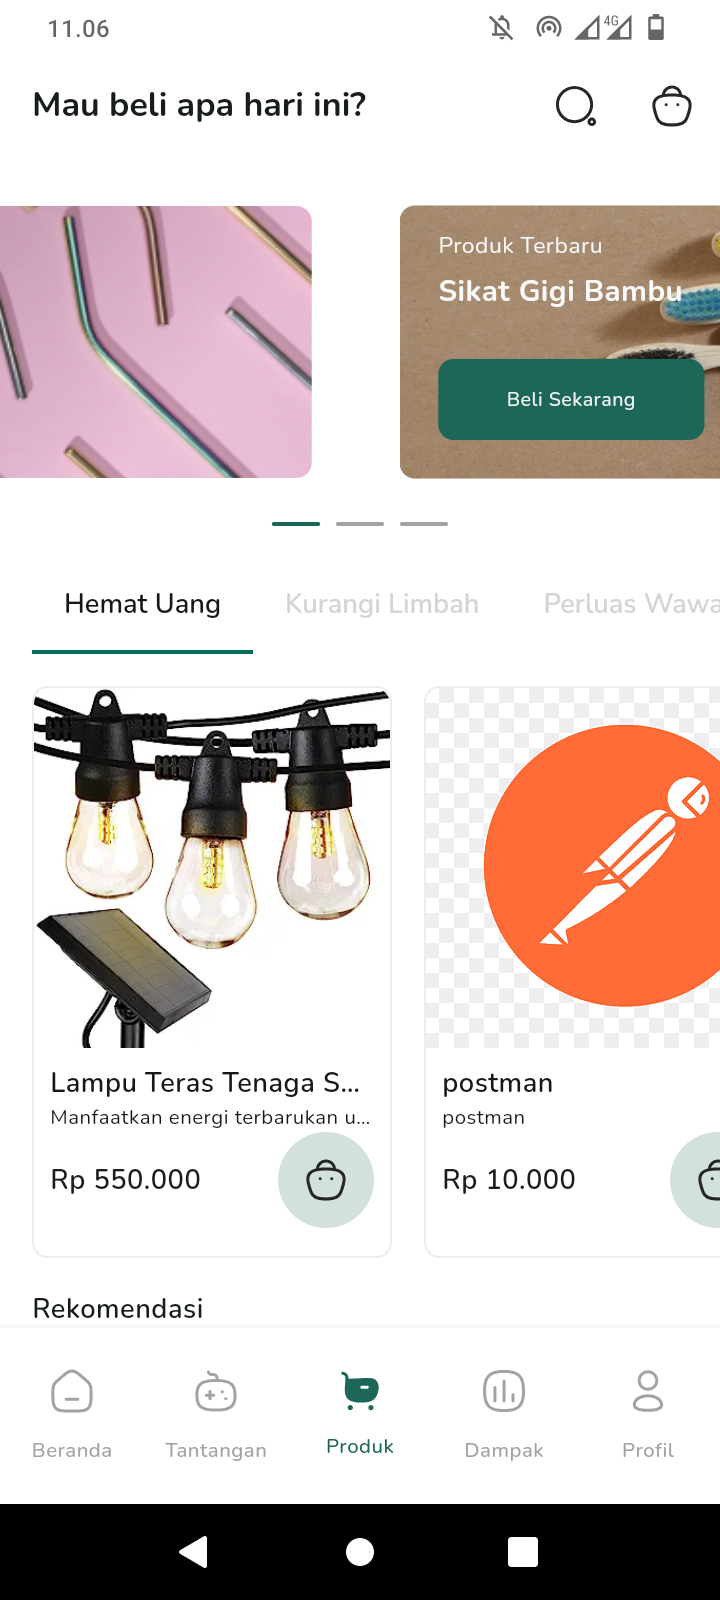 11.06
4G
Mau beli apa hari ini?
Produk Terbaru
Sikat Gigi Bambu
Beli Sekarang
Hemat Uang
Kurangi Limbah
Perluas Wawa
Lampu Teras Tenaga S...
Manfaatkan energi terbarukan u...
Rp 550.000
postman
postman
Rp 10.000
Rekomendasi
Beranda
Tantangan
Produk
Dampak
Profil